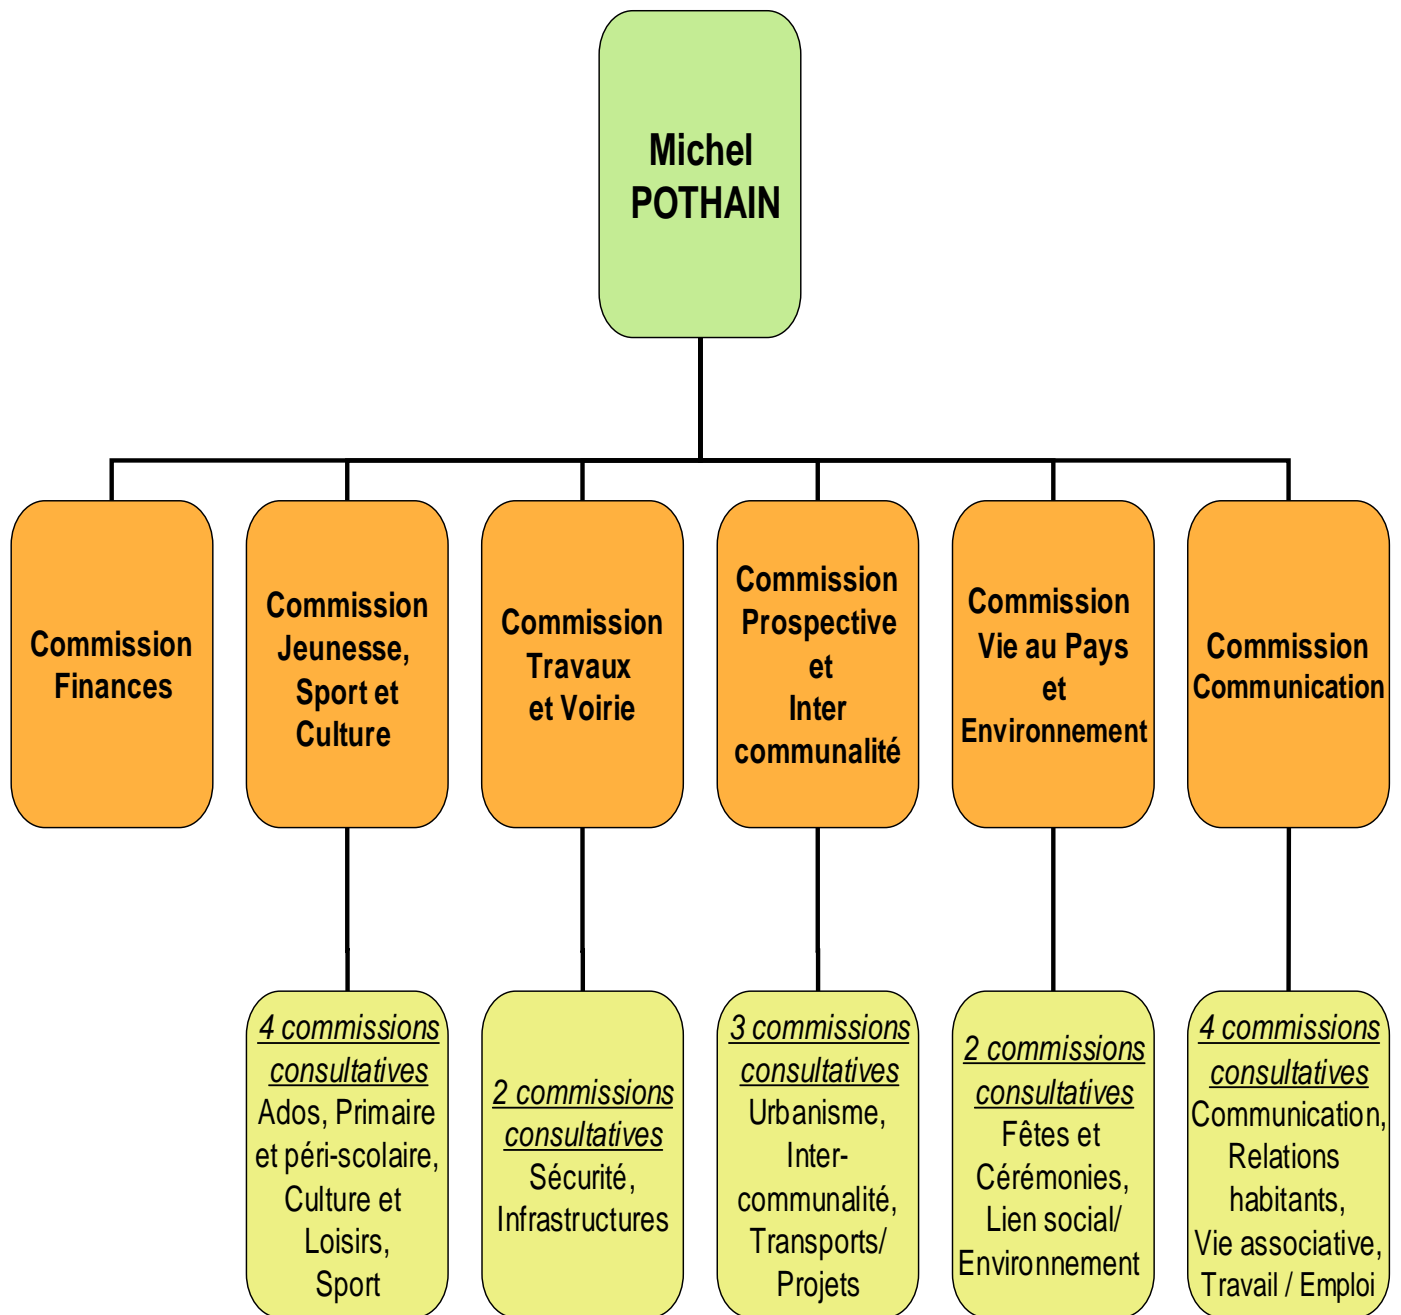 Michel
POTHAIN
Commission
Finances
Commission
Jeunesse,
Sport et
Culture
Commission
Travaux
et Voirie
Commission
Prospective
et
Inter
communalité
Commission
Vie au Pays
et
Environnement
Commission
Communication
4 commissions
consultatives
Ados, Primaire
et péri-scolaire,
Culture et
Loisirs,
Sport
2 commissions
consultatives
Sécurité,
Infrastructures
3 commissions
consultatives
Urbanisme,
Inter-
communalité,
Transports/
Projets
2 commissions
consultatives
Fêtes et
Cérémonies,
Lien social/
Environnement
4 commissions
consultatives
Communication,
Relations
habitants,
Vie associative,
Travail / Emploi